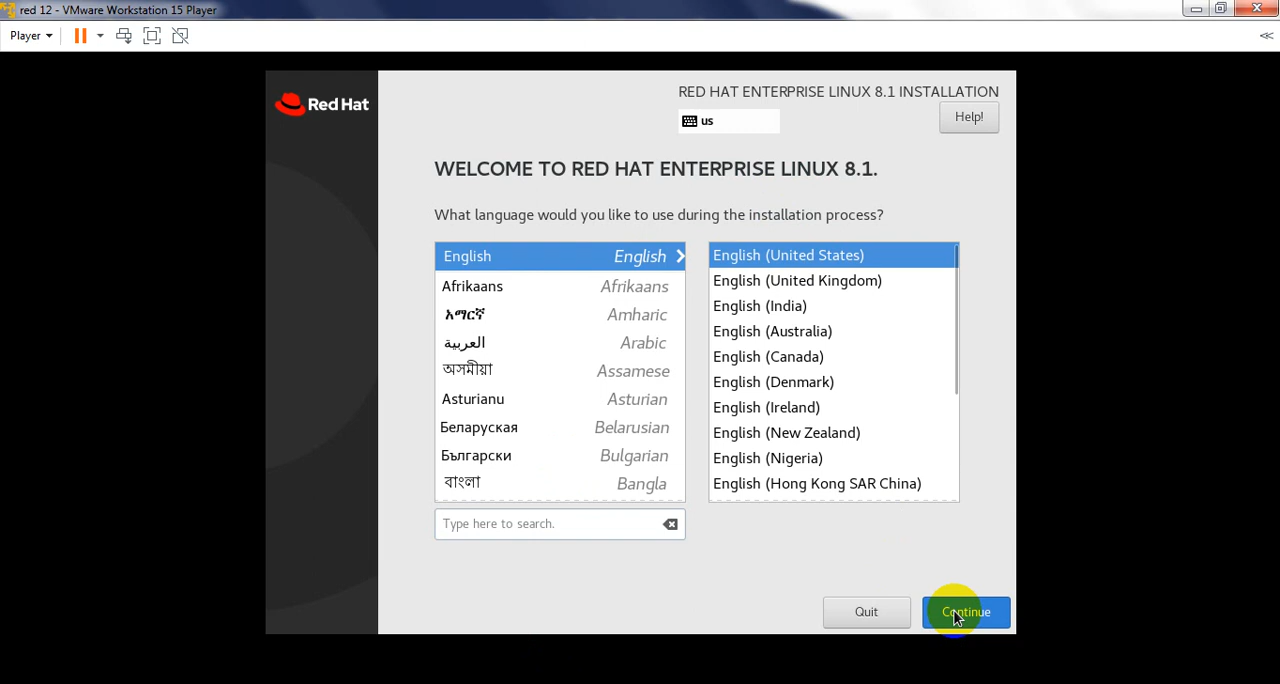 red 12 - VMware Workstation 15 Player
Player
Red Hat
RED HAT ENTERPRISE LINUX 8.1 INSTALLATION
us
Help!
WELCOME TO RED HAT ENTERPRISE LINUX 8.1.
What language would you like to use during the installation process?
English English
Afrikaans Afrikaans
አማርኛ Amharic
العربية Arabic
অসমীয়া Assamese
Asturianu Asturian
Беларуская Belarusian
Български Bulgarian
বাংলা Bangla
Type here to search.
English (United States)
English (United Kingdom)
English (India)
English (Australia)
English (Canada)
English (Denmark)
English (Ireland)
English (New Zealand)
English (Nigeria)
English (Hong Kong SAR China)
Quit
Continue